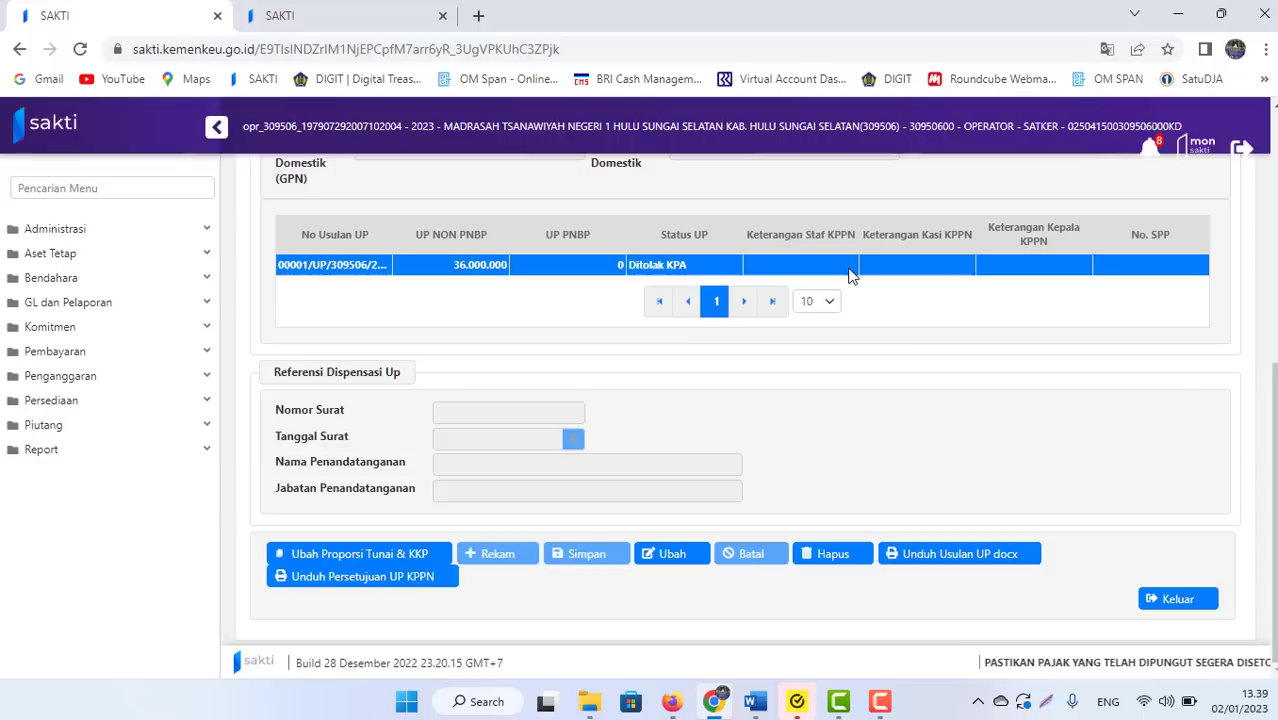 SAKTI
SAKTI
sakti.kemenkeu.go.id/E9TIsINDZrIM1NjEPCpfM7arr6yR_3UgVPKUhC3ZPjk
Gmail
YouTube
Maps
SAKTI
DIGIT | Digital Treas...
OM Span - Online...
CMS
BRI Cash Managem...
Virtual Account Das...
DIGIT
Roundcube Webma...
OM SPAN
SatuDJA
»
sakti
opr_309506_197907292007102004 - 2023 - MADRASAH TSANAWIYAH NEGERI 1 HULU SUNGAI SELATAN KAB. HULU SUNGAI SELATAN(309506) - 30950600 - OPERATOR - SATKER - 025041500309506000KD
8
mon
sakti
Pencarian Menu
Administrasi
Aset Tetap
Bendahara
GL dan Pelaporan
Komitmen
Pembayaran
Penganggaran
Persediaan
Piutang
Report
Domestik
(GPN)
Domestik
No Usulan UP
UP NON PNBP
UP PNBP
Status UP
Keterangan Staf KPPN
Keterangan Kasi KPPN
Keterangan Kepala
KPPN
No. SPP
00001/UP/309506/2...
36.000.000
0
Ditolak KPA
1
10
Referensi Dispensasi Up
Nomor Surat
Tanggal Surat
Nama Penandatanganan
Jabatan Penandatanganan
Ubah Proporsi Tunai & KKP
Rekam
Simpan
Ubah
Batal
Hapus
Unduh Usulan UP docx
Unduh Persetujuan UP KPPN
Keluar
sakti
Build 28 Desember 2022 23.20.15 GMT+7
PASTIKAN PAJAK YANG TELAH DIPUNGUT SEGERA DISETO
Search
ENG
13.39
02/01/2023